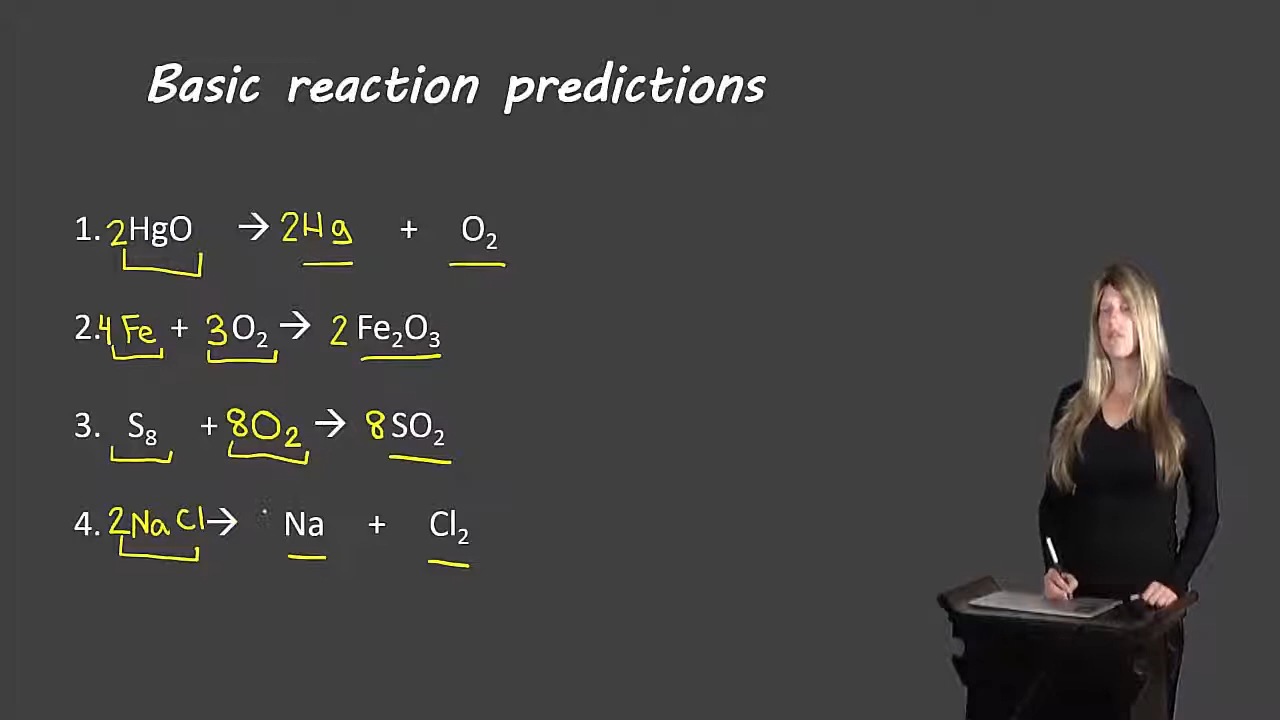 Basic reaction predictions
1. 2HgO → 2Hg + O₂
2. 4Fe + 3O₂ → 2Fe₂O₃
3. S₈ + 8O₂ → 8SO₂
4. 2NaCl → Na + Cl₂